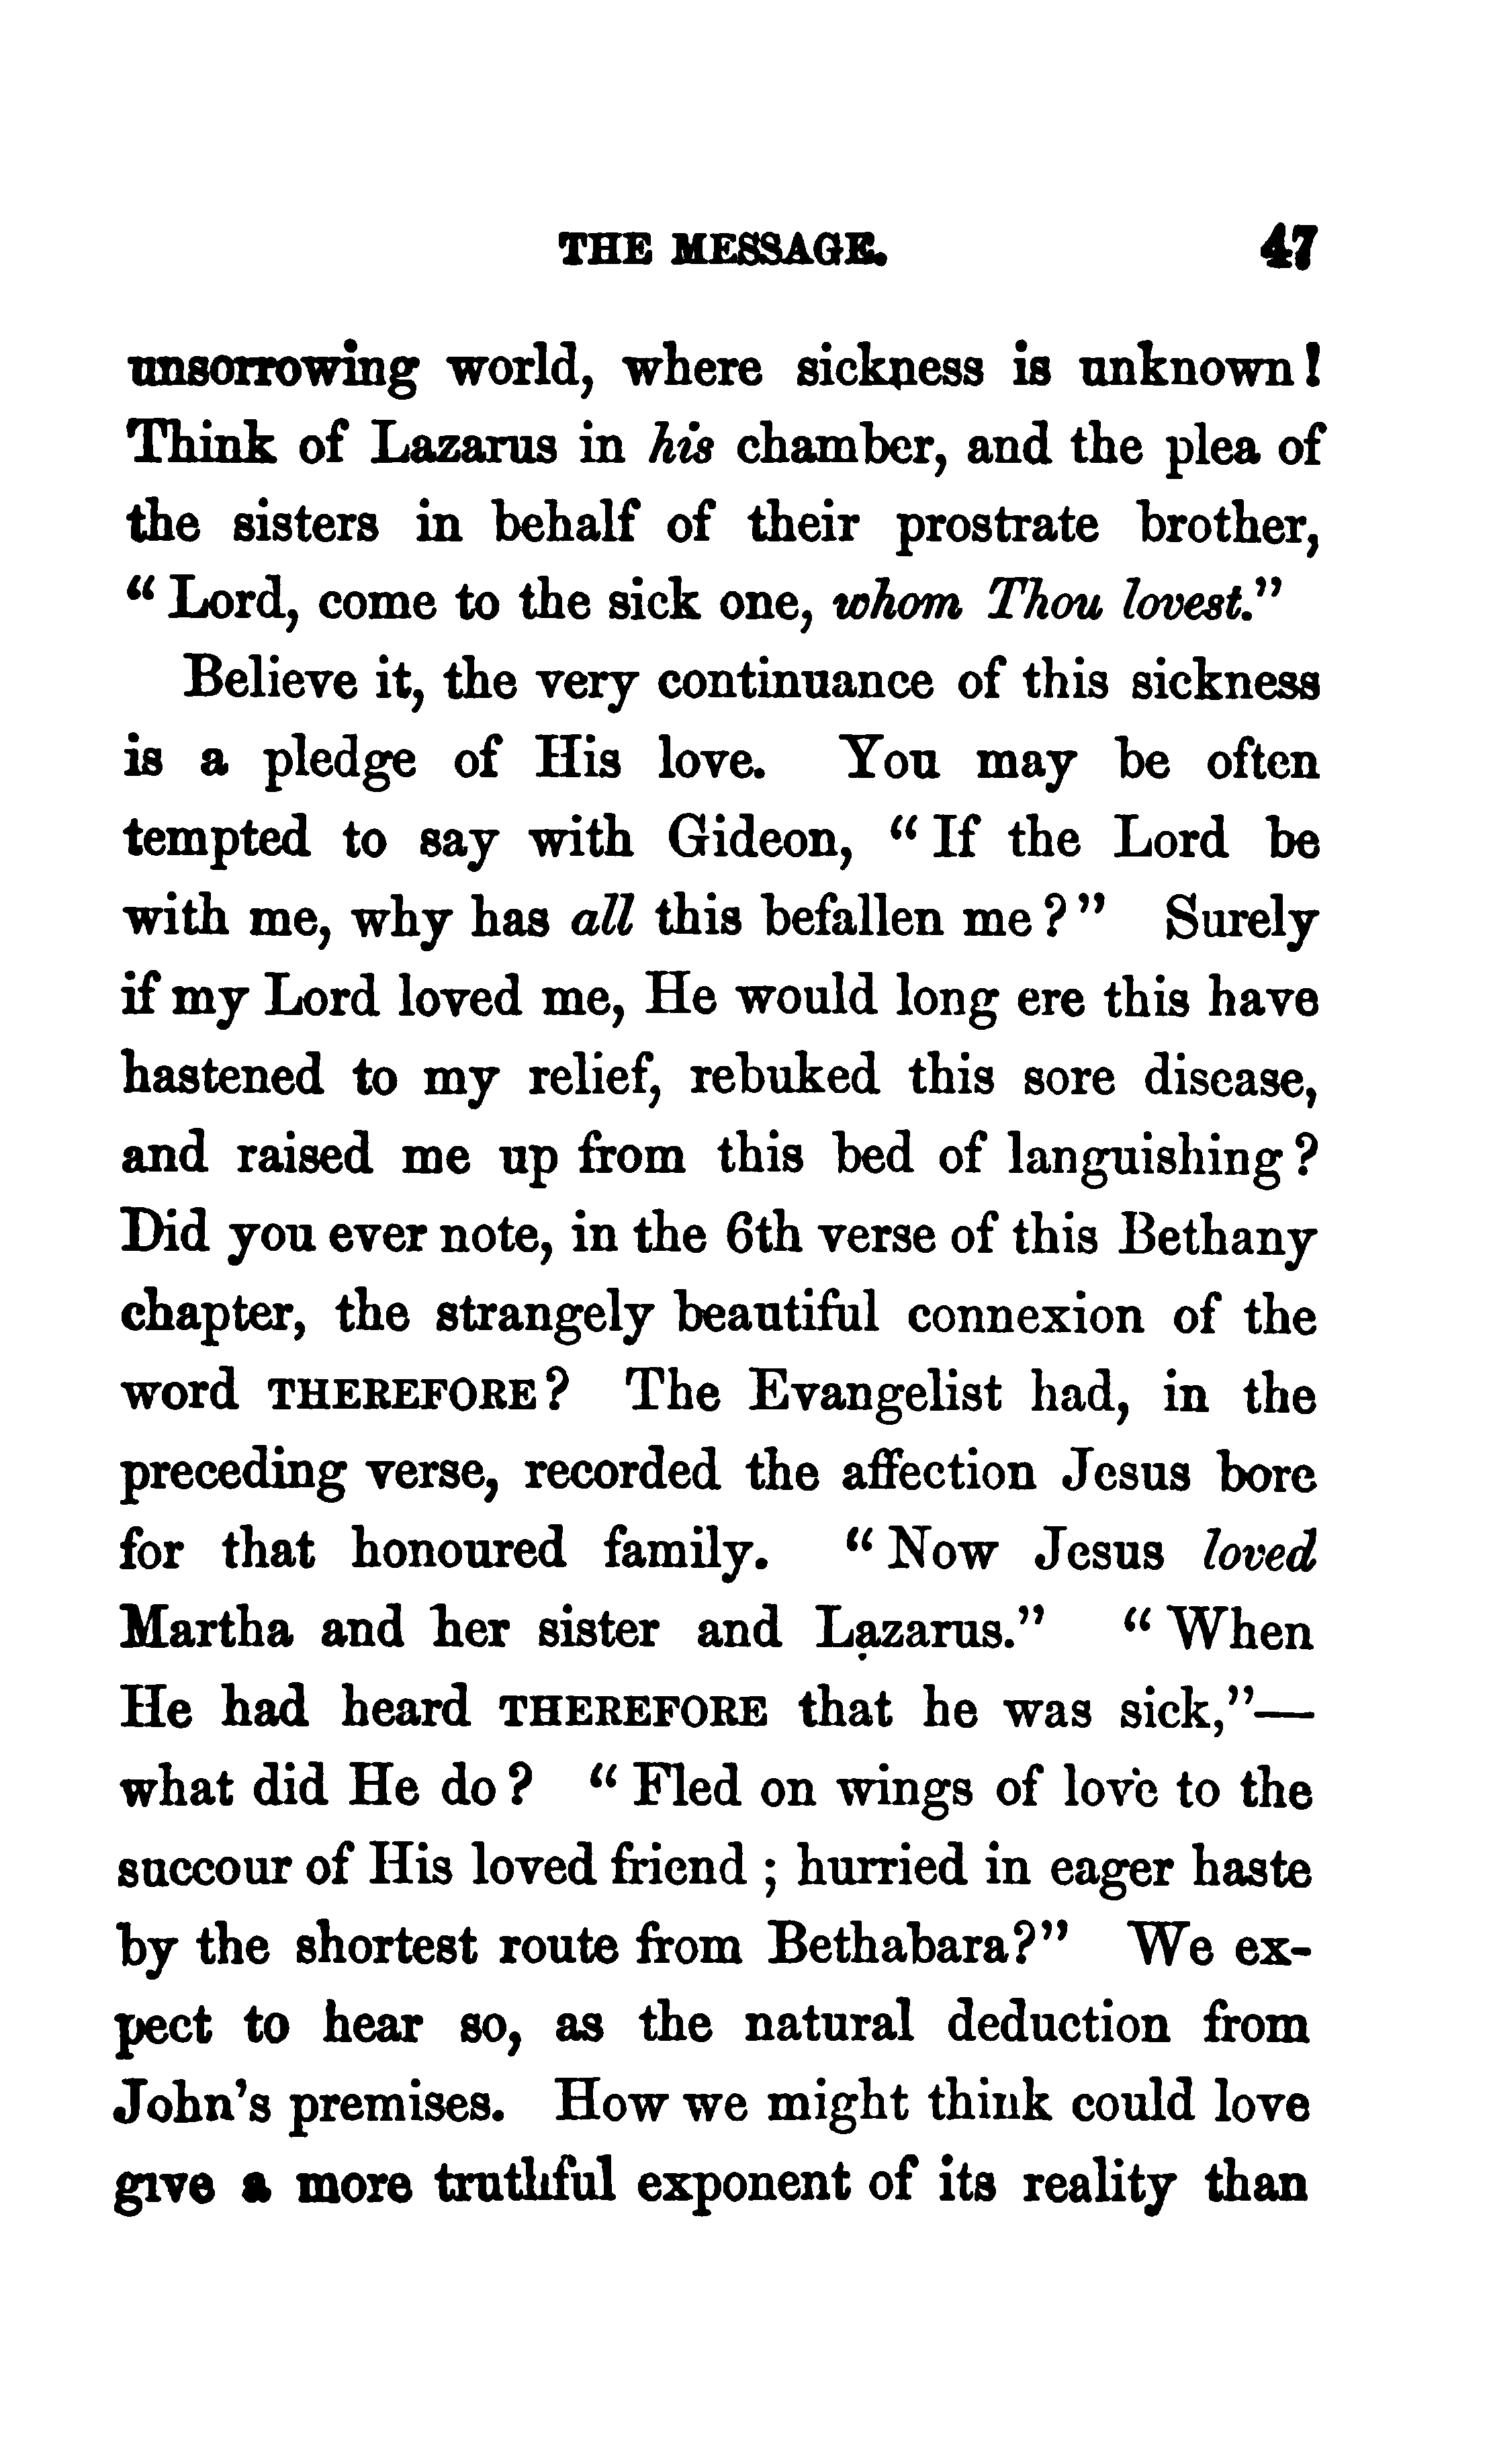 THE MESSAGE. 47
unsorrowing world, where sickness is unknown!
Think of Lazarus in his chamber, and the plea of
the sisters in behalf of their prostrate brother,
“Lord, come to the sick one, whom Thou lovest.”
Believe it, the very continuance of this sickness
is a pledge of His love. You may be often
tempted to say with Gideon, “If the Lord be
with me, why has all this befallen me?” Surely
if my Lord loved me, He would long ere this have
hastened to my relief, rebuked this sore disease,
and raised me up from this bed of languishing?
Did you ever note, in the 6th verse of this Bethany
chapter, the strangely beautiful connexion of the
word THEREFORE? The Evangelist had, in the
preceding verse, recorded the affection Jesus bore
for that honoured family. “Now Jesus loved
Martha and her sister and Lazarus.” “When
He had heard THEREFORE that he was sick,”—
what did He do? “Fled on wings of love to the
succour of His loved friend; hurried in eager haste
by the shortest route from Bethabara?” We ex-
pect to hear so, as the natural deduction from
John’s premises. How we might think could love
give a more truthful exponent of its reality than